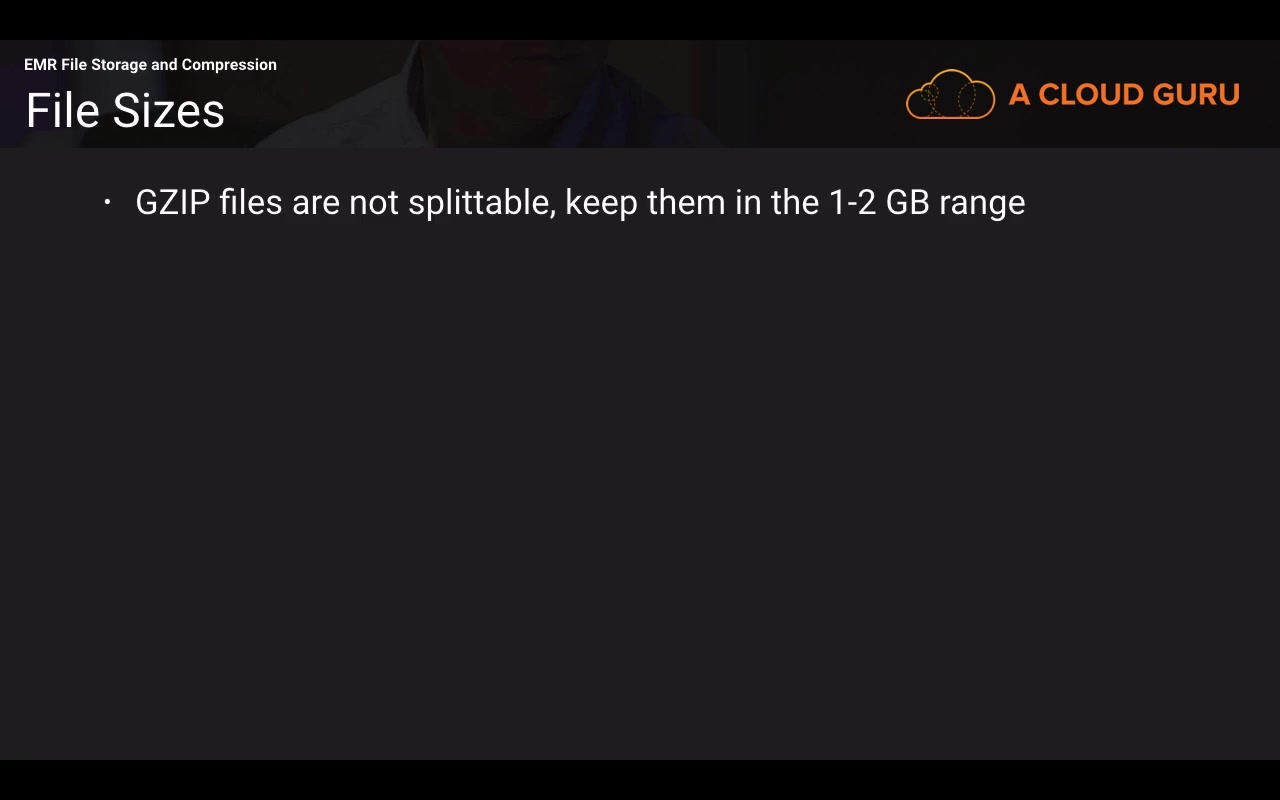 EMR File Storage and Compression
File Sizes
A CLOUD GURU
• GZIP files are not splittable, keep them in the 1-2 GB range